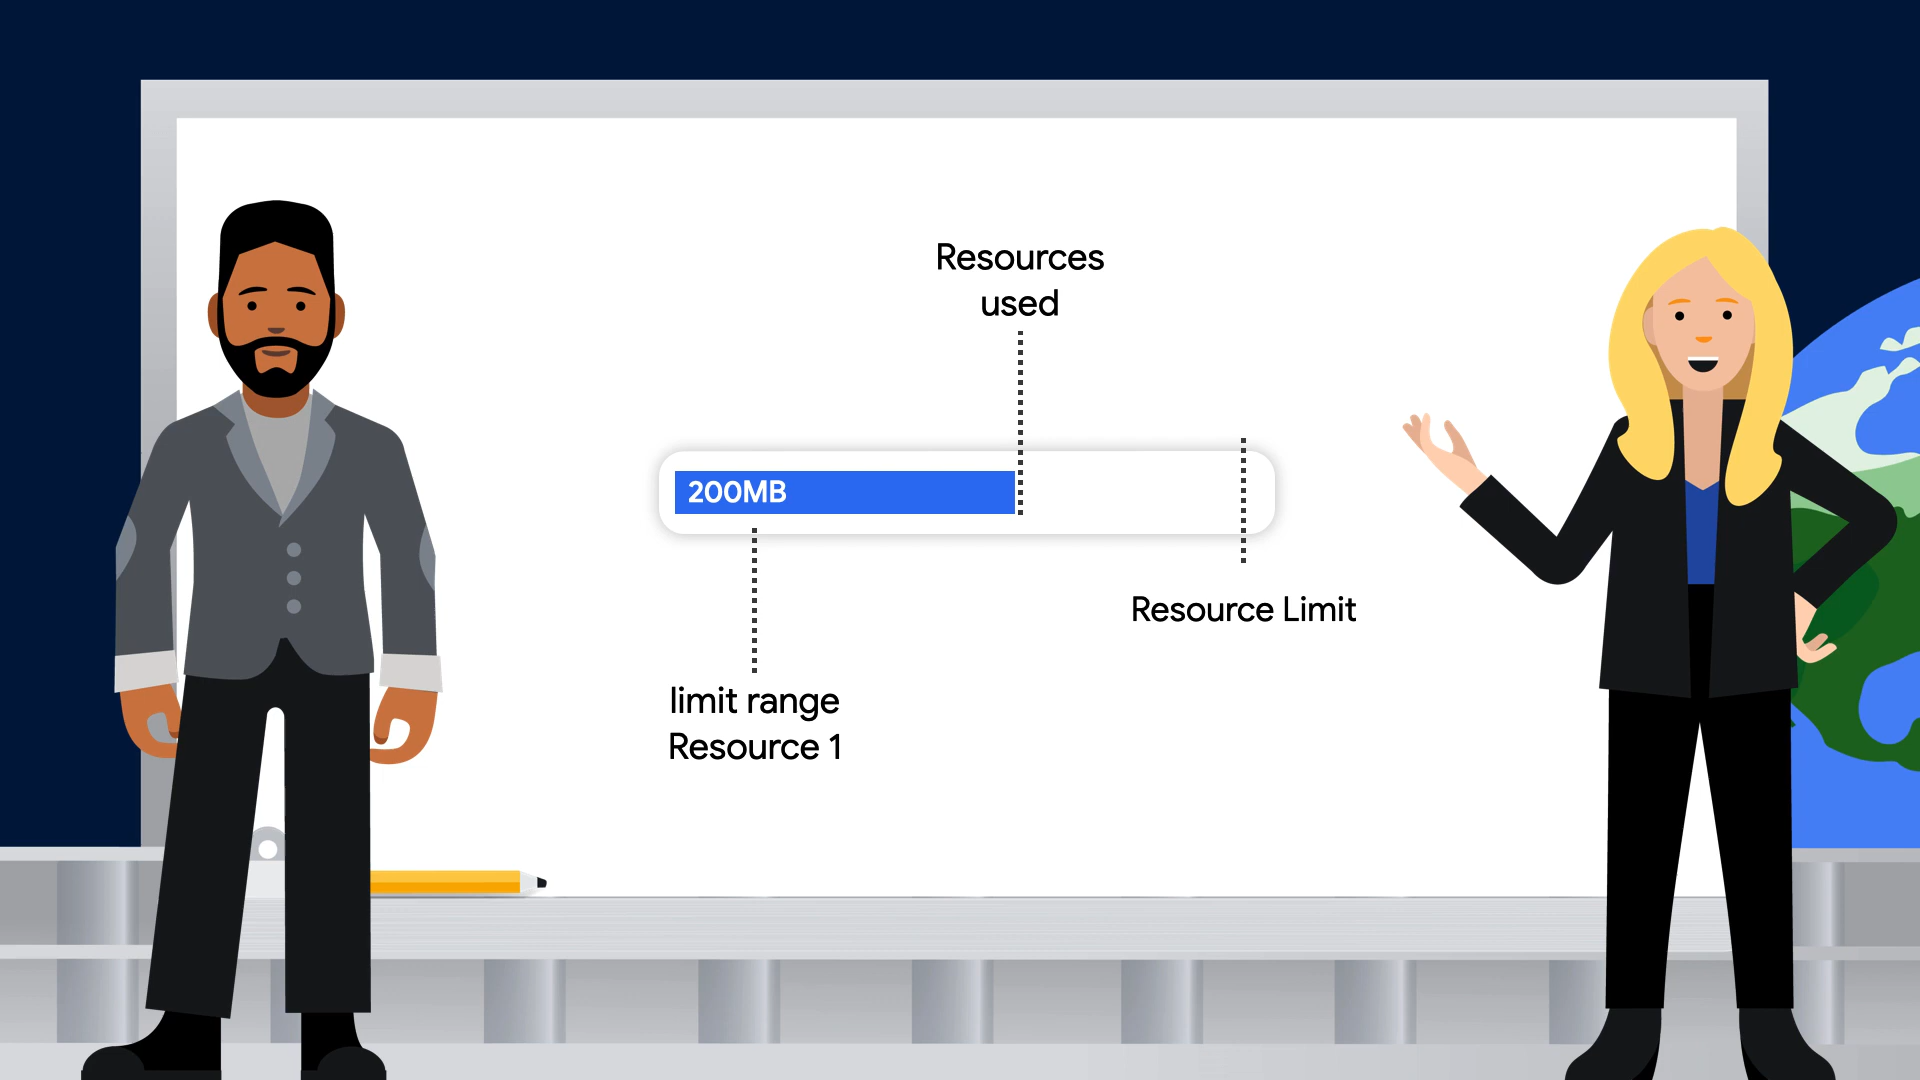 Resources
used
200MB
Resource Limit
limit range
Resource 1